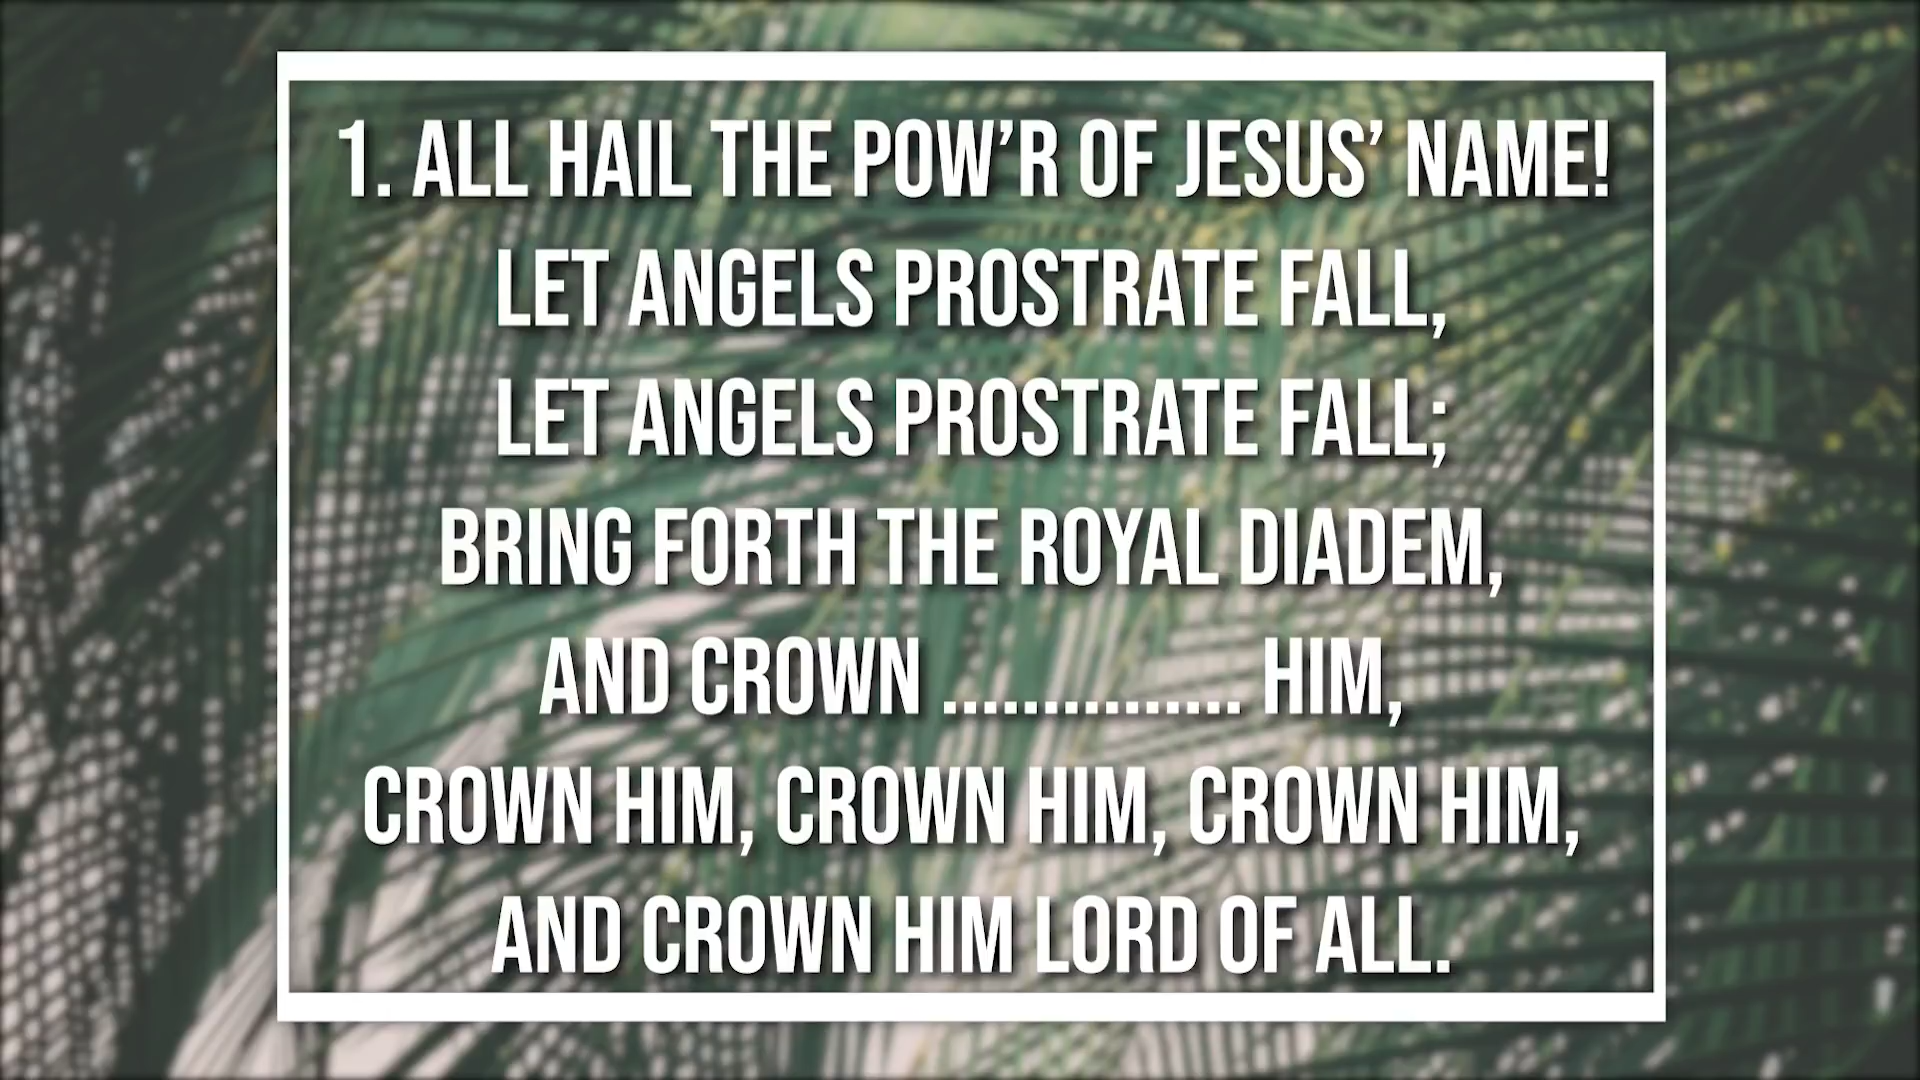 1. ALL HAIL THE POW’R OF JESUS’ NAME!
LET ANGELS PROSTRATE FALL,
LET ANGELS PROSTRATE FALL;
BRING FORTH THE ROYAL DIADEM,
AND CROWN ............... HIM,
CROWN HIM, CROWN HIM, CROWN HIM,
AND CROWN HIM LORD OF ALL.